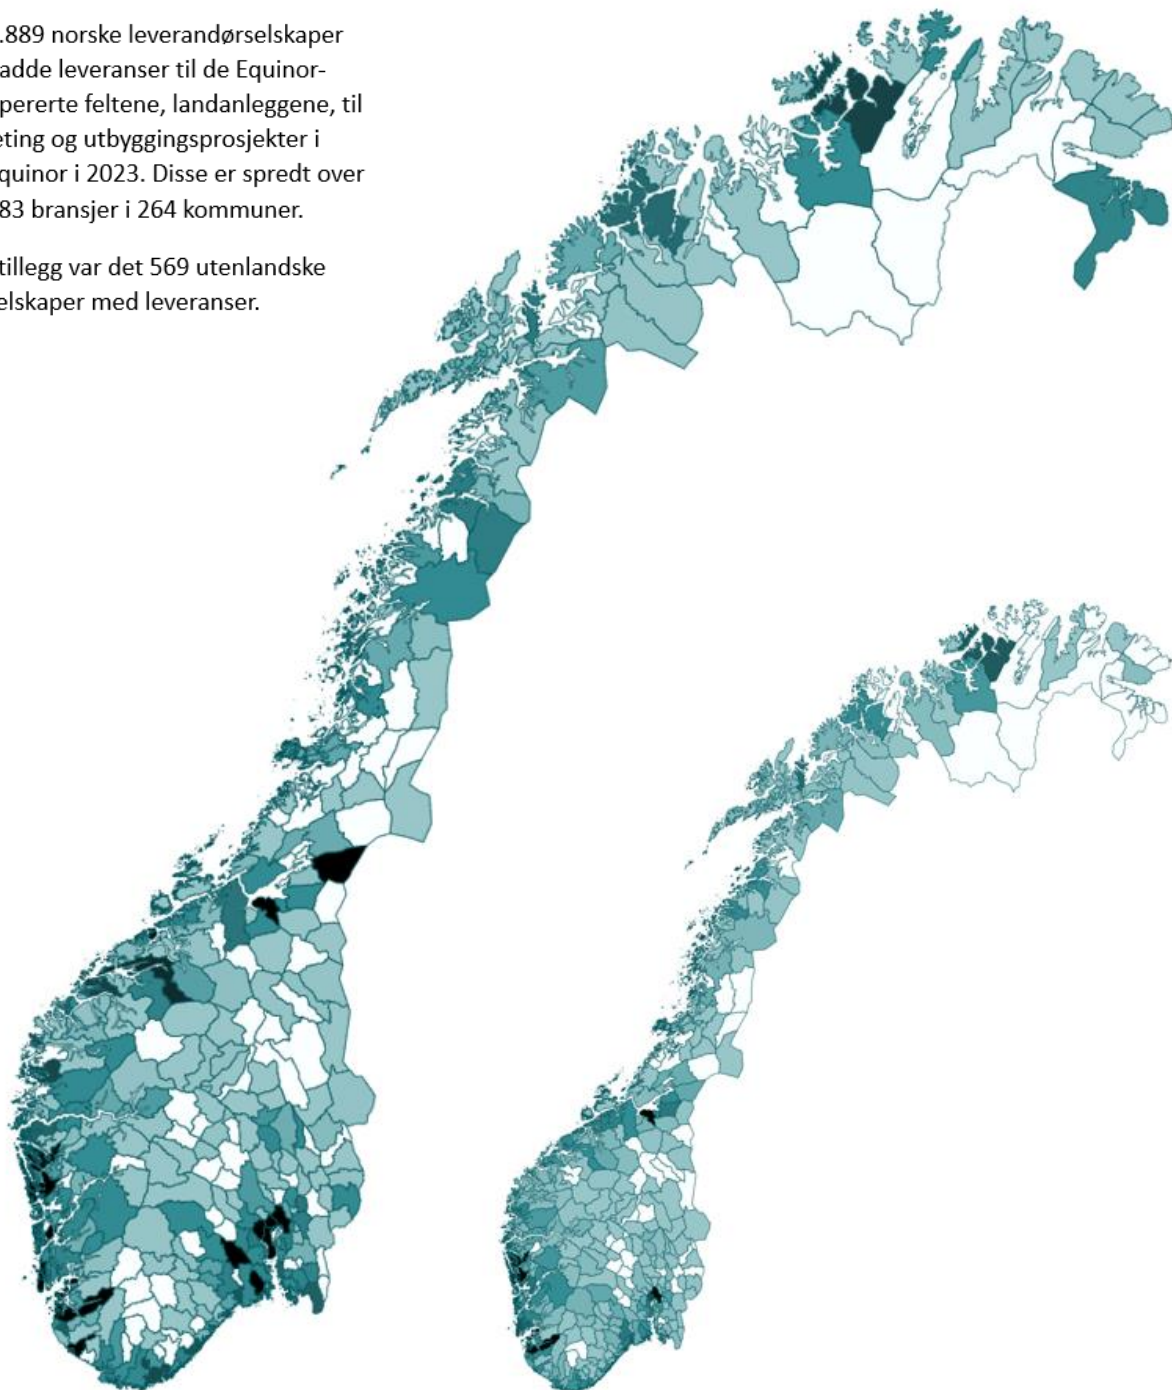 .889 norske leverandørselskaper
adde leveranser til de Equinor-
pererte feltene, landanleggene, til
eting og utbyggingsprosjekter i
quinor i 2023. Disse er spredt over
83 bransjer i 264 kommuner.
tillegg var det 569 utenlandske
elskaper med leveranser.